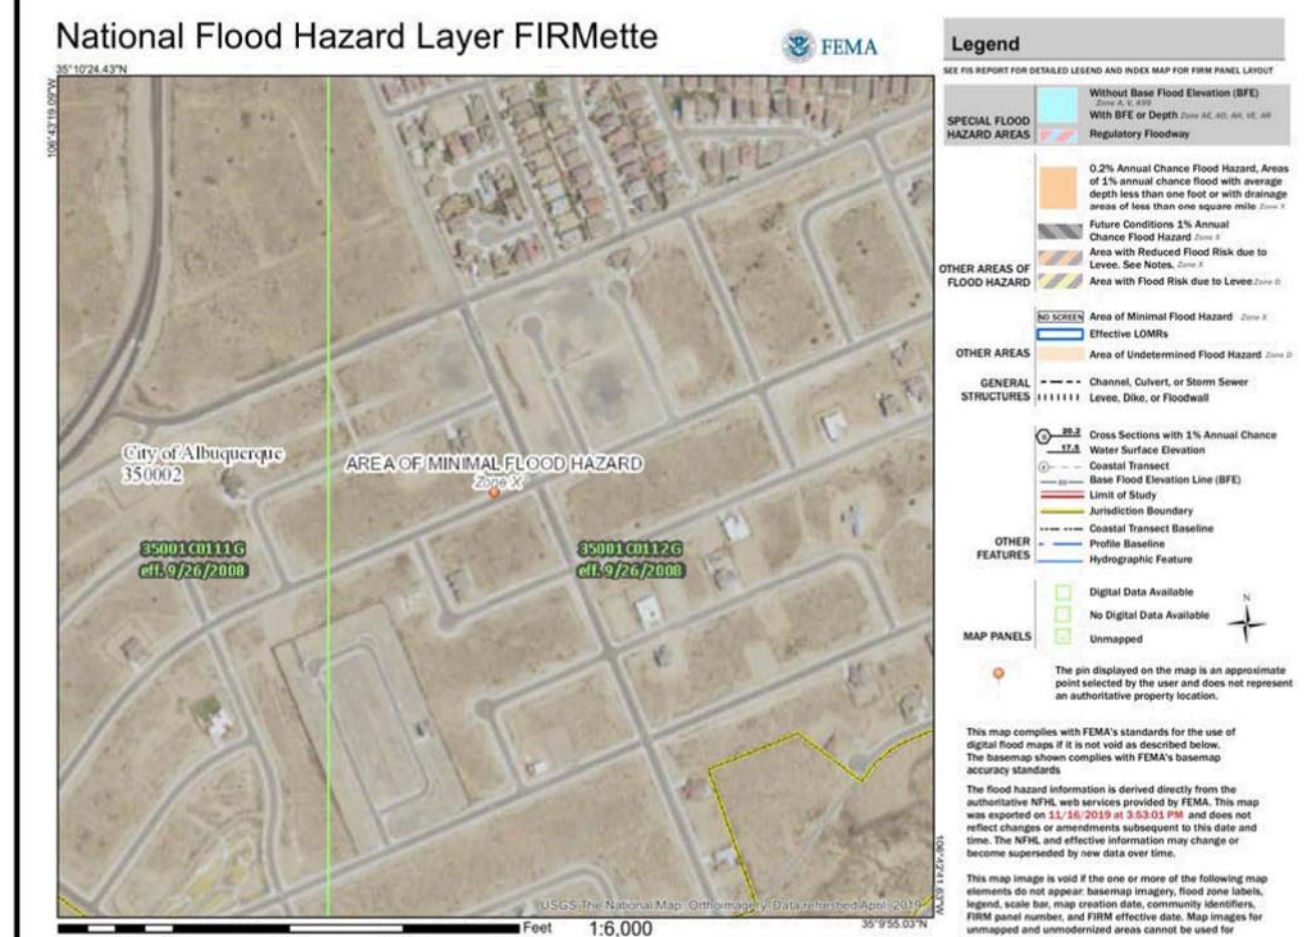 National Flood Hazard Layer FIRMette
FEMA
Legend
SEE FIS REPORT FOR DETAILED LEGEND AND INDEX MAP FOR FIRM PANEL LAYOUT
35°10'24.43"N
106°43'19.09"W
SPECIAL FLOOD
HAZARD AREAS
Without Base Flood Elevation (BFE)
Zone A, V, A99
With BFE or Depth Zone AE, AO, AH, VE, AR
Regulatory Floodway
0.2% Annual Chance Flood Hazard, Areas
of 1% annual chance flood with average
depth less than one foot or with drainage
areas of less than one square mile Zone X
Future Conditions 1% Annual
Chance Flood Hazard Zone X
Area with Reduced Flood Risk due to
Levee. See Notes. Zone X
Area with Flood Risk due to Levee Zone D
OTHER AREAS OF
FLOOD HAZARD
NO SCREEN Area of Minimal Flood Hazard Zone X
Effective LOMRs
OTHER AREAS
Area of Undetermined Flood Hazard Zone D
GENERAL
STRUCTURES
Channel, Culvert, or Storm Sewer
Levee, Dike, or Floodwall
20.2 Cross Sections with 1% Annual Chance
17.5 Water Surface Elevation
Coastal Transect
Base Flood Elevation Line (BFE)
Limit of Study
Jurisdiction Boundary
Coastal Transect Baseline
OTHER
FEATURES
Profile Baseline
Hydrographic Feature
Digital Data Available
No Digital Data Available
MAP PANELS
Unmapped
N
The pin displayed on the map is an approximate
point selected by the user and does not represent
an authoritative property location.
This map complies with FEMA's standards for the use of
digital flood maps if it is not void as described below.
The basemap shown complies with FEMA's basemap
accuracy standards
The flood hazard information is derived directly from the
authoritative NFHL web services provided by FEMA. This map
was exported on 11/16/2019 at 3:53:01 PM and does not
reflect changes or amendments subsequent to this date and
time. The NFHL and effective information may change or
become superseded by new data over time.
This map image is void if the one or more of the following map
elements do not appear: basemap imagery, flood zone labels,
legend, scale bar, map creation date, community identifiers,
FIRM panel number, and FIRM effective date. Map images for
unmapped and unmodernized areas cannot be used for
City of Albuquerque
350002
AREA OF MINIMAL FLOOD HAZARD
Zone X
35001C0111G
eff. 9/26/2008
35001C0112G
eff. 9/26/2008
USGS The National Map: Orthoimagery. Data refreshed April, 2019
106°42'41.63"W
35°9'55.03"N
Feet
1:6,000